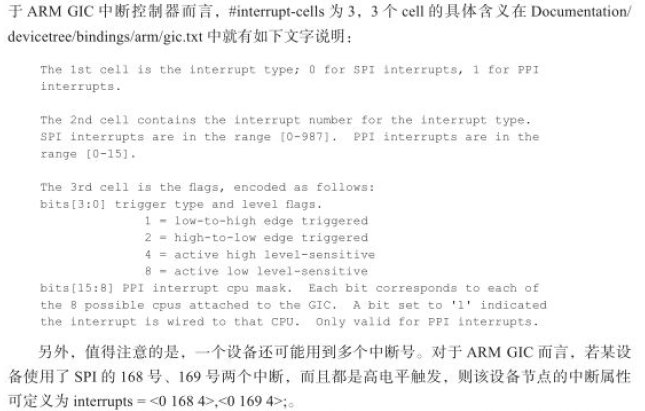 于 ARM GIC 中断控制器而言，#interrupt-cells 为 3，3 个 cell 的具体含义在 Documentation/
devicetree/bindings/arm/gic.txt 中就有如下文字说明：
The 1st cell is the interrupt type; 0 for SPI interrupts, 1 for PPI
interrupts.
The 2nd cell contains the interrupt number for the interrupt type.
SPI interrupts are in the range [0-987].  PPI interrupts are in the
range [0-15].
The 3rd cell is the flags, encoded as follows:
bits[3:0] trigger type and level flags.
1 = low-to-high edge triggered
2 = high-to-low edge triggered
4 = active high level-sensitive
8 = active low level-sensitive
bits[15:8] PPI interrupt cpu mask.  Each bit corresponds to each of
the 8 possible cpus attached to the GIC.  A bit set to '1' indicated
the interrupt is wired to that CPU.  Only valid for PPI interrupts.
另外，值得注意的是，一个设备还可能用到多个中断号。对于 ARM GIC 而言，若某设
备使用了 SPI 的 168 号、169 号两个中断，而且都是高电平触发，则该设备节点的中断属性
可定义为 interrupts = <0 168 4>,<0 169 4>;。